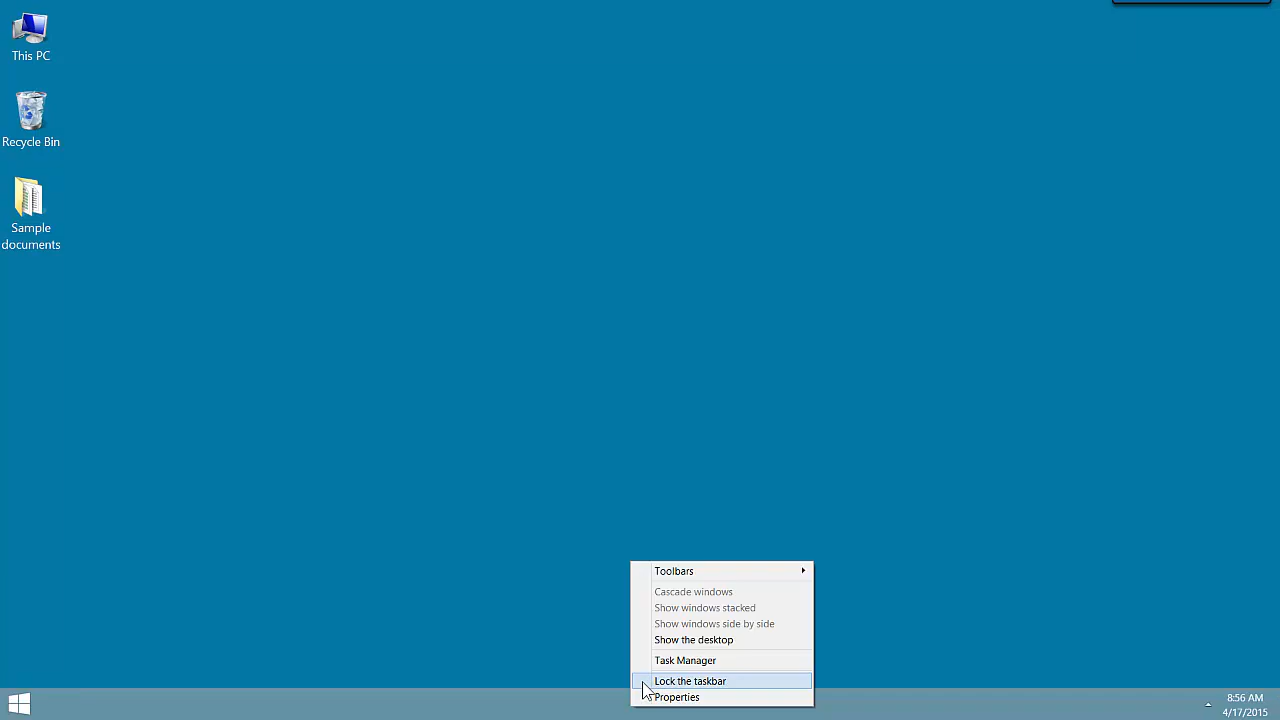 This PC
Recycle Bin
Sample
documents
Toolbars
Cascade windows
Show windows stacked
Show windows side by side
Show the desktop
Task Manager
Lock the taskbar
Properties
8:56 AM
4/17/2015